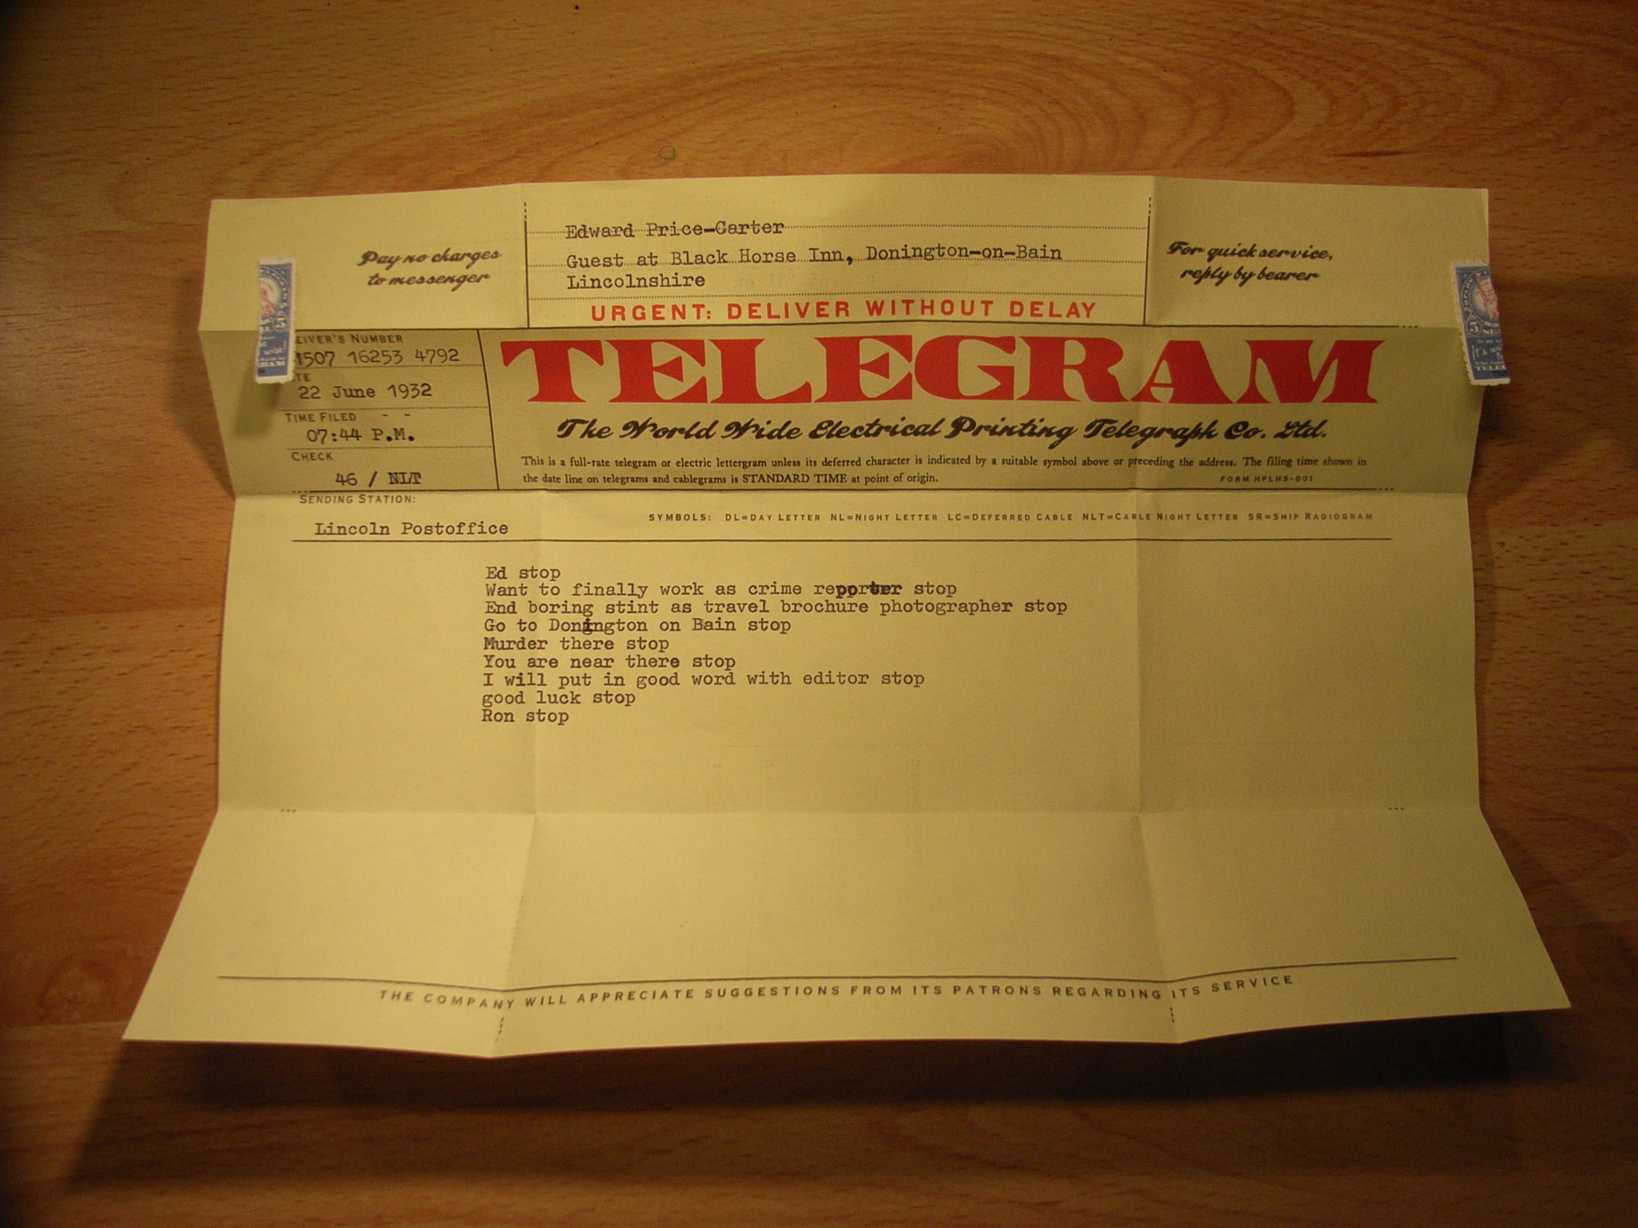 Edward Price-Carter
Guest at Black Horse Inn, Donington-on-Bain
Lincolnshire
Pay no charges
to messenger
For quick service,
reply by bearer
URGENT: DELIVER WITHOUT DELAY
EIVER'S NUMBER
1507 16253 4792
TE
22 June 1932
TIME FILED
07:44 P.M.
CHECK
46 / NLT
TELEGRAM
The World Wide Electrical Printing Telegraph Co. Ltd.
This is a full-rate telegram or electric lettergram unless its deferred character is indicated by a suitable symbol above or preceding the address. The filing time shown in
the date line on telegrams and cablegrams is STANDARD TIME at point of origin.
FORM HPLHS-001
SENDING STATION:
Lincoln Postoffice
SYMBOLS: DL=DAY LETTER NL=NIGHT LETTER LC=DEFERRED CABLE NLT=CABLE NIGHT LETTER SR=SHIP RADIOGRAM
Ed stop
Want to finally work as crime reporter stop
End boring stint as travel brochure photographer stop
Go to Donington on Bain stop
Murder there stop
You are near there stop
I will put in good word with editor stop
good luck stop
Ron stop
THE COMPANY WILL APPRECIATE SUGGESTIONS FROM ITS PATRONS REGARDING ITS SERVICE